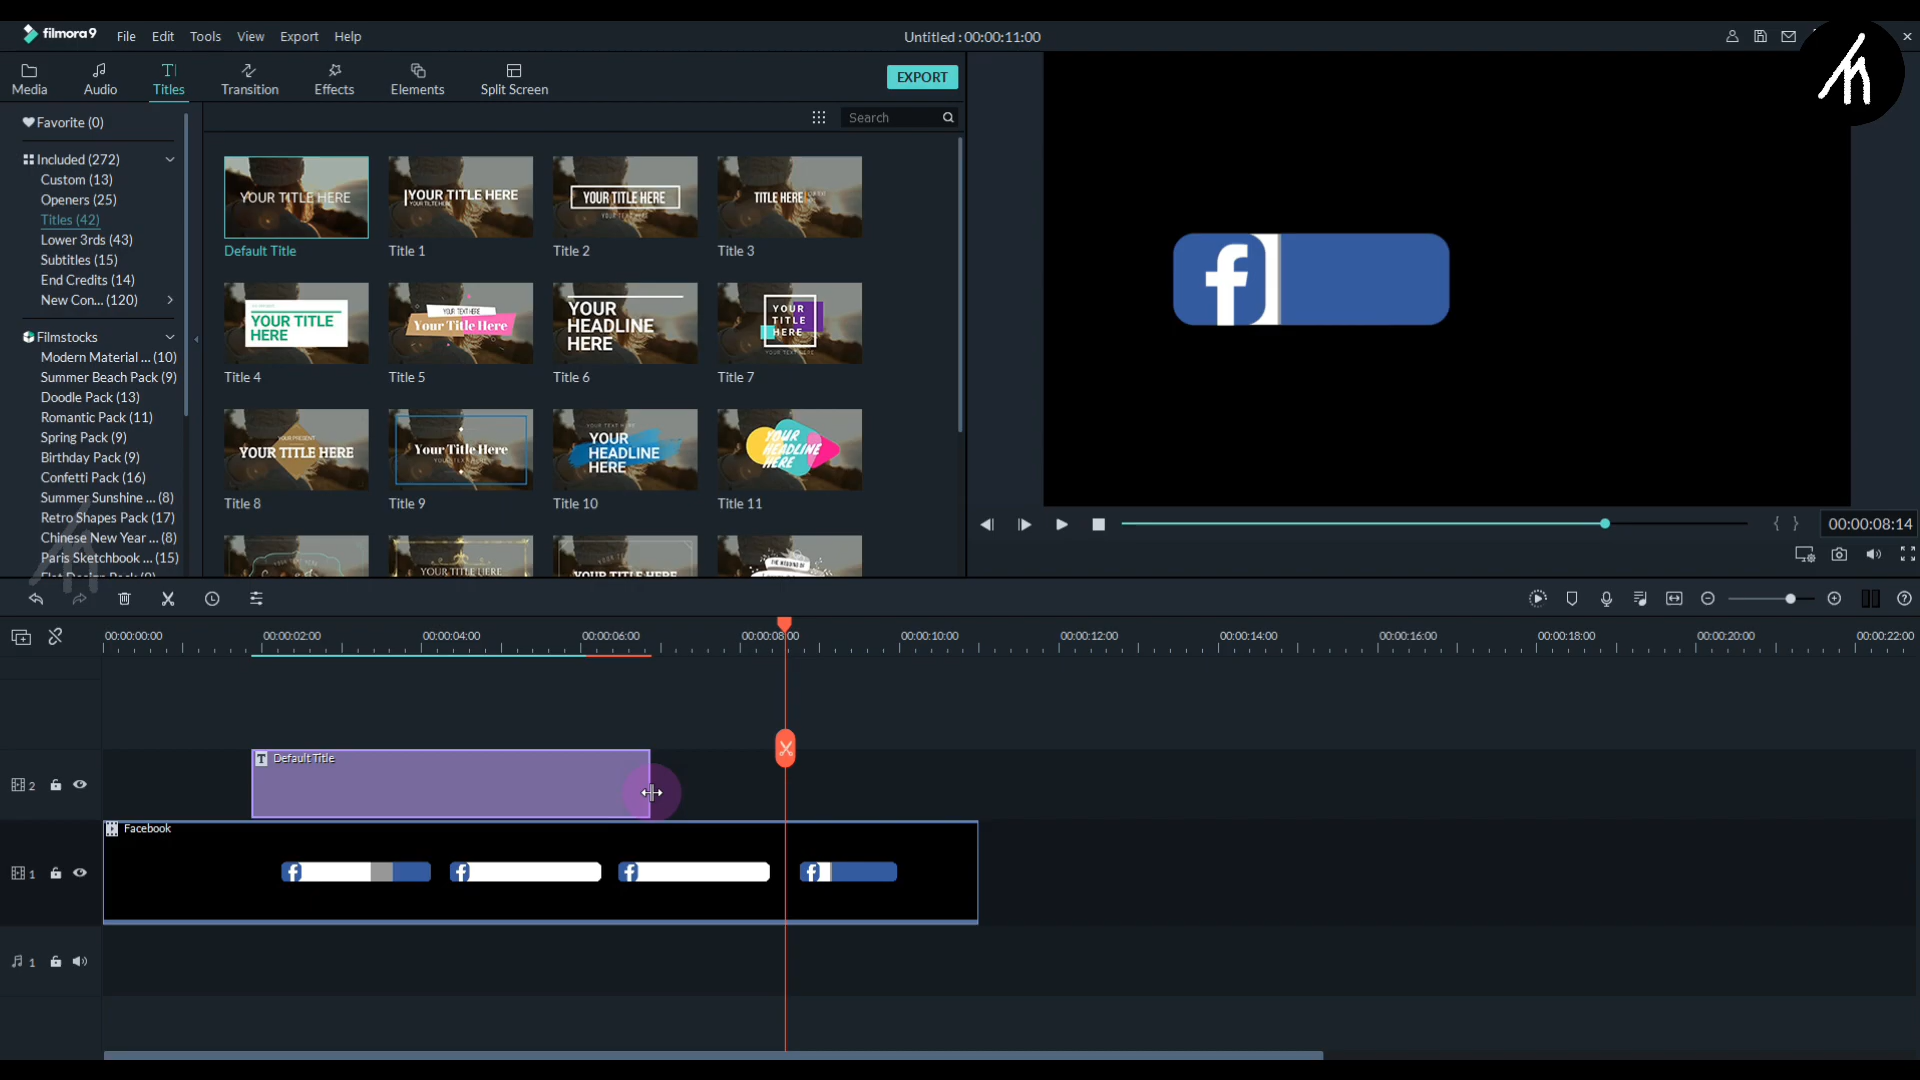 filmora9
File Edit Tools View Export Help
Untitled : 00:00:11:00
Media Audio Titles Transition Effects Elements Split Screen
EXPORT
Favorite (0)
Search
Included (272)
Custom (13)
Openers (25)
Titles (42)
Lower 3rds (43)
Subtitles (15)
End Credits (14)
New Con... (120)
Filmstocks
Modern Material ... (10)
Summer Beach Pack (9)
Doodle Pack (13)
Romantic Pack (11)
Spring Pack (9)
Birthday Pack (9)
Confetti Pack (16)
Summer Sunshine ... (8)
Retro Shapes Pack (17)
Chinese New Year ... (8)
Paris Sketchbook ... (15)
YOUR TITLE HERE
YOUR TITLE HERE
YOUR TITLE HERE
TITLE HERE
Default Title Title 1 Title 2 Title 3
YOUR TITLE
HERE
YOUR TEXT HERE
Your Title Here
YOUR
HEADLINE
HERE
YOUR
TITLE
HERE
Title 4 Title 5 Title 6 Title 7
YOUR TITLE HERE
Your Title Here
YOUR
HEADLINE
HERE
YOUR
HEADLINE
HERE
Title 8 Title 9 Title 10 Title 11
YOUR TITLE HERE
f
00:00:08:14
00:00:00:00 00:00:02:00 00:00:04:00 00:00:06:00 00:00:08:00 00:00:10:00 00:00:12:00 00:00:14:00 00:00:16:00 00:00:18:00 00:00:20:00 00:00:22:00
T Default Title
2
Facebook
f f f f
1
1